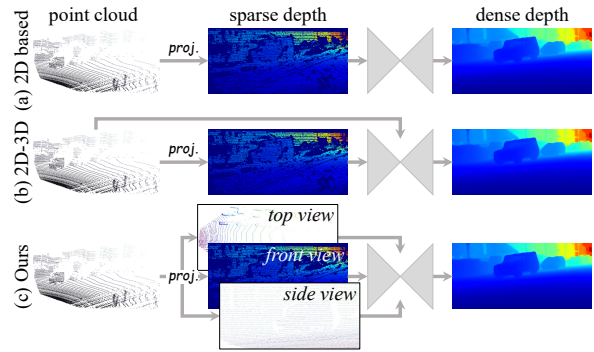 point cloud sparse depth dense depth
(a) 2D based
proj.
(b) 2D-3D
proj.
(c) Ours
proj.
top view
front view
side view